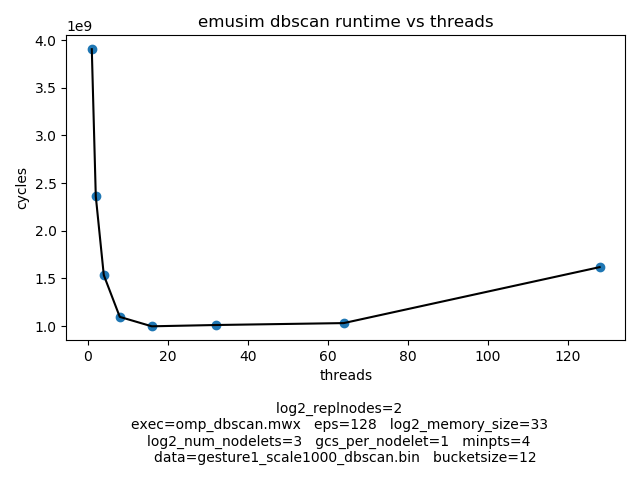 emusim dbscan runtime vs threads
1e9
4.0
3.5
3.0
2.5
2.0
1.5
1.0
cycles
0 20 40 60 80 100 120
threads
log2_replnodes=2
exec=omp_dbscan.mwx eps=128 log2_memory_size=33
log2_num_nodelets=3 gcs_per_nodelet=1 minpts=4
data=gesture1_scale1000_dbscan.bin bucketsize=12